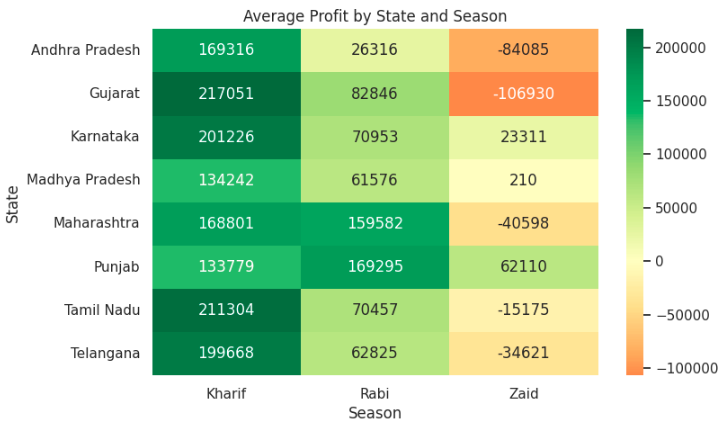 Average Profit by State and Season
Andhra Pradesh 169316 26316 -84085
Gujarat 217051 82846 -106930
Karnataka 201226 70953 23311
Madhya Pradesh 134242 61576 210
Maharashtra 168801 159582 -40598
Punjab 133779 169295 62110
Tamil Nadu 211304 70457 -15175
Telangana 199668 62825 -34621
Kharif Rabi Zaid
Season
State
200000
150000
100000
50000
0
−50000
−100000